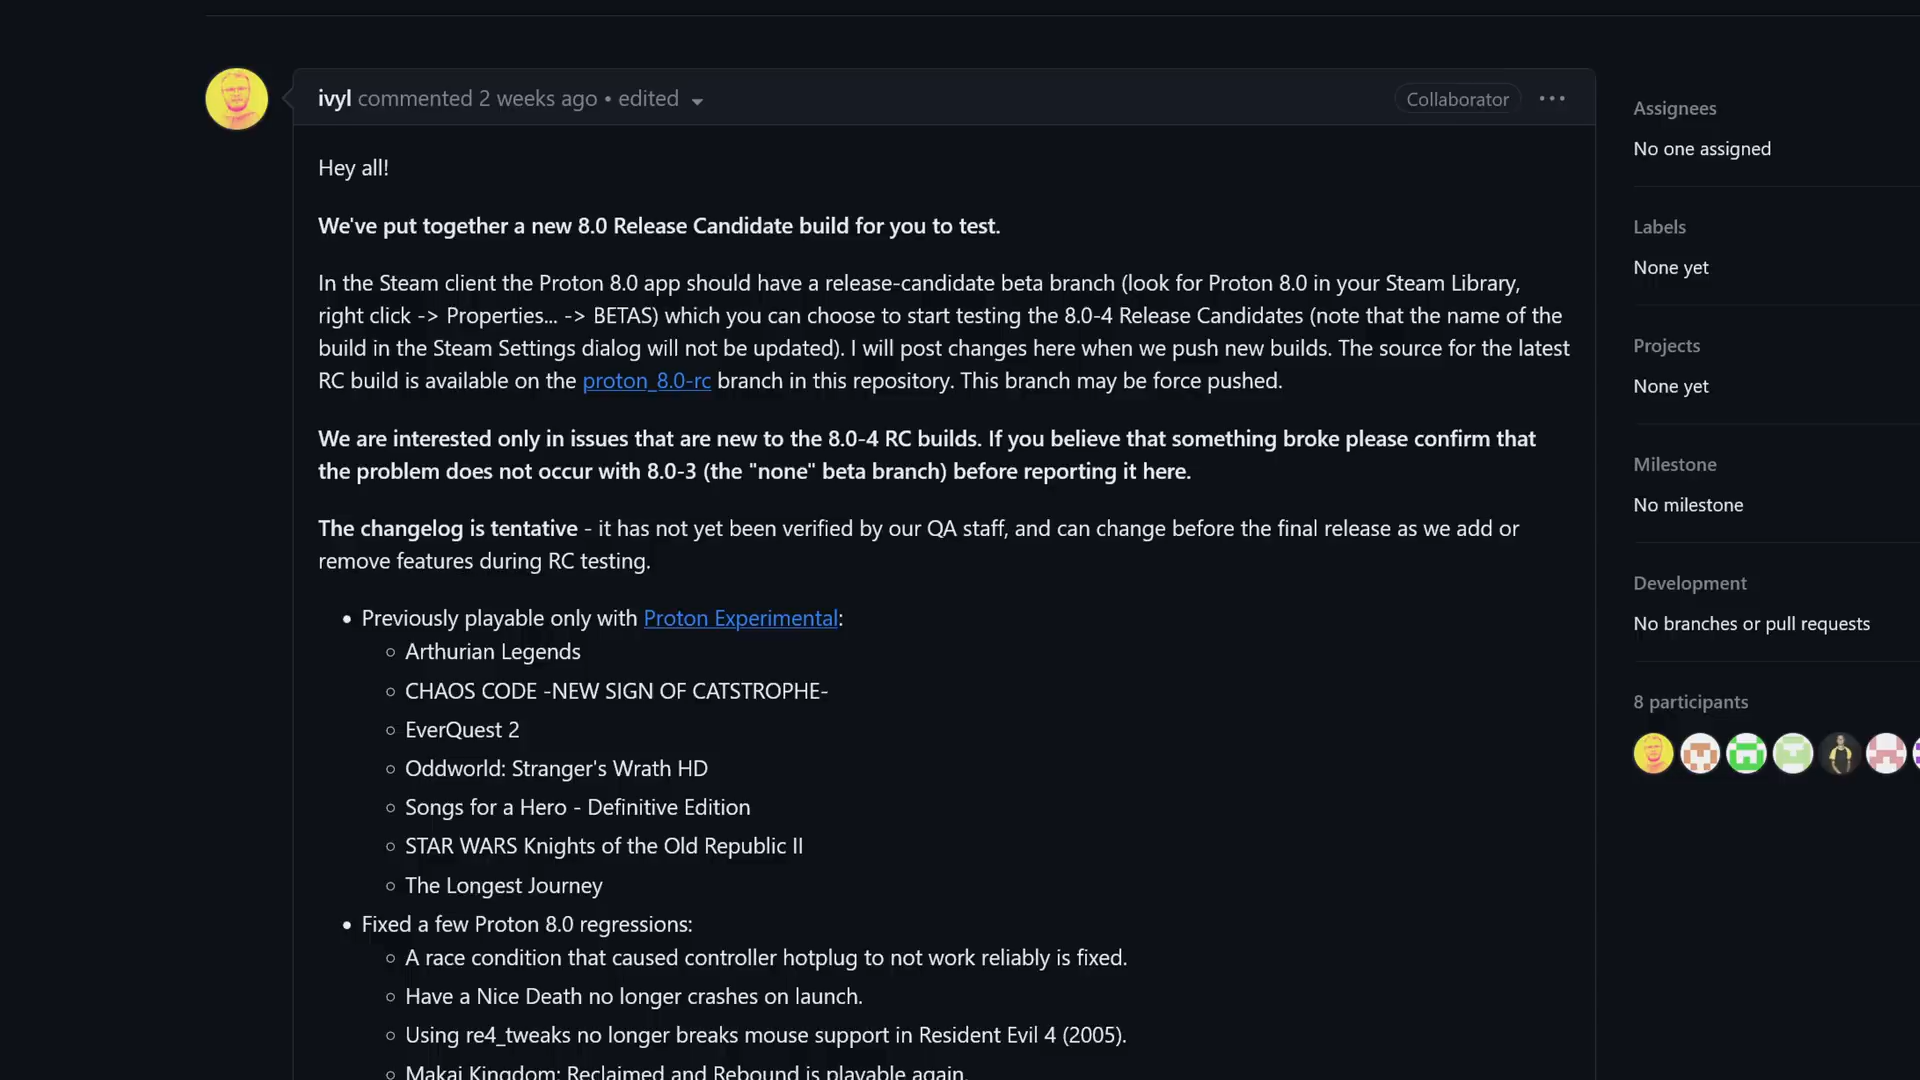 ivyl commented 2 weeks ago • edited
Collaborator
Hey all!
We've put together a new 8.0 Release Candidate build for you to test.
In the Steam client the Proton 8.0 app should have a release-candidate beta branch (look for Proton 8.0 in your Steam Library,
right click -> Properties... -> BETAS) which you can choose to start testing the 8.0-4 Release Candidates (note that the name of the
build in the Steam Settings dialog will not be updated). I will post changes here when we push new builds. The source for the latest
RC build is available on the proton_8.0-rc branch in this repository. This branch may be force pushed.
We are interested only in issues that are new to the 8.0-4 RC builds. If you believe that something broke please confirm that
the problem does not occur with 8.0-3 (the "none" beta branch) before reporting it here.
The changelog is tentative - it has not yet been verified by our QA staff, and can change before the final release as we add or
remove features during RC testing.
• Previously playable only with Proton Experimental:
◦ Arthurian Legends
◦ CHAOS CODE -NEW SIGN OF CATSTROPHE-
◦ EverQuest 2
◦ Oddworld: Stranger's Wrath HD
◦ Songs for a Hero - Definitive Edition
◦ STAR WARS Knights of the Old Republic II
◦ The Longest Journey
• Fixed a few Proton 8.0 regressions:
◦ A race condition that caused controller hotplug to not work reliably is fixed.
◦ Have a Nice Death no longer crashes on launch.
◦ Using re4_tweaks no longer breaks mouse support in Resident Evil 4 (2005).
◦ Makai Kingdom: Reclaimed and Rebound is playable again.
Assignees
No one assigned
Labels
None yet
Projects
None yet
Milestone
No milestone
Development
No branches or pull requests
8 participants